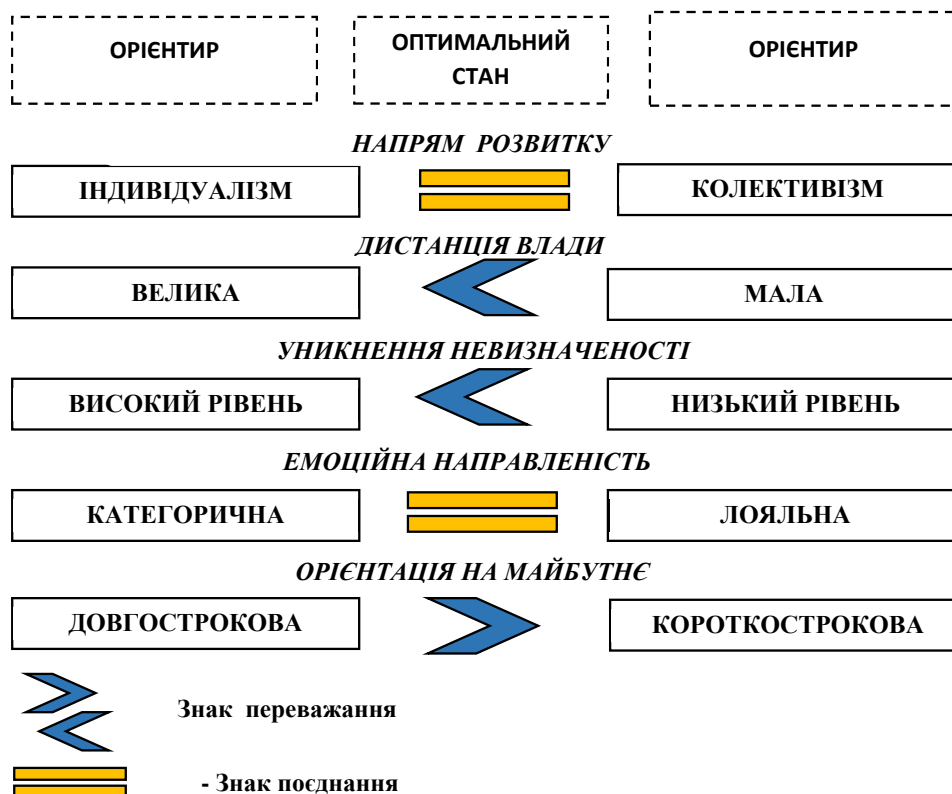 ОРІЄНТИР
ОПТИМАЛЬНИЙ
СТАН
ОРІЄНТИР
НАПРЯМ РОЗВИТКУ
ІНДИВІДУАЛІЗМ
КОЛЕКТИВІЗМ
ДИСТАНЦІЯ ВЛАДИ
ВЕЛИКА
МАЛА
УНИКНЕННЯ НЕВИЗНАЧЕНОСТІ
ВИСОКИЙ РІВЕНЬ
НИЗЬКИЙ РІВЕНЬ
ЕМОЦІЙНА НАПРАВЛЕНІСТЬ
КАТЕГОРИЧНА
ЛОЯЛЬНА
ОРІЄНТАЦІЯ НА МАЙБУТНЄ
ДОВГОСТРОКОВА
КОРОТКОСТРОКОВА
Знак переважання
- Знак поєднання